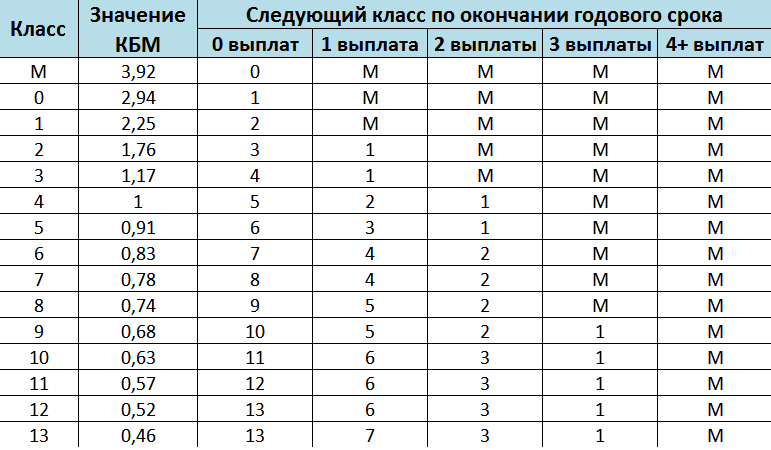 Класс Значение КБМ Следующий класс по окончании годового срока
0 выплат 1 выплата 2 выплаты 3 выплаты 4+ выплат
М 3,92 0 М М М М
0 2,94 1 М М М М
1 2,25 2 М М М М
2 1,76 3 1 М М М
3 1,17 4 1 М М М
4 1 5 2 1 М М
5 0,91 6 3 1 М М
6 0,83 7 4 2 М М
7 0,78 8 4 2 М М
8 0,74 9 5 2 М М
9 0,68 10 5 2 1 М
10 0,63 11 6 3 1 М
11 0,57 12 6 3 1 М
12 0,52 13 6 3 1 М
13 0,46 13 7 3 1 М